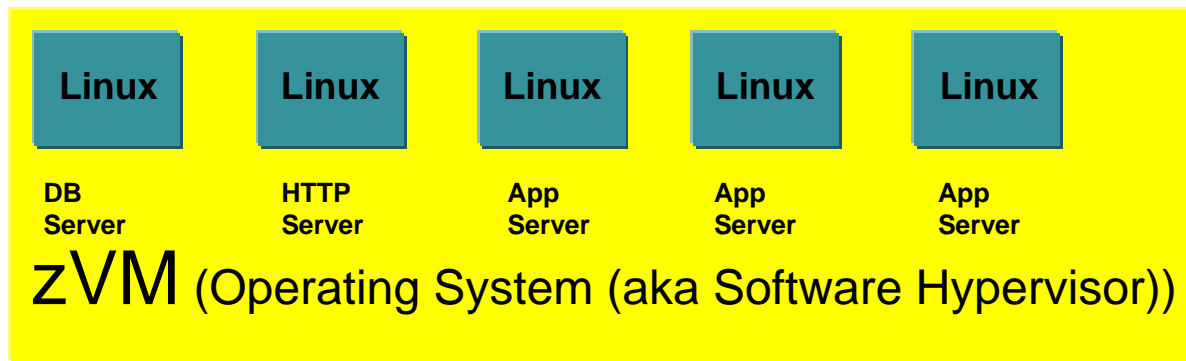 Linux Linux Linux Linux Linux
DB HTTP App App App
Server Server Server Server Server
zVM (Operating System (aka Software Hypervisor))